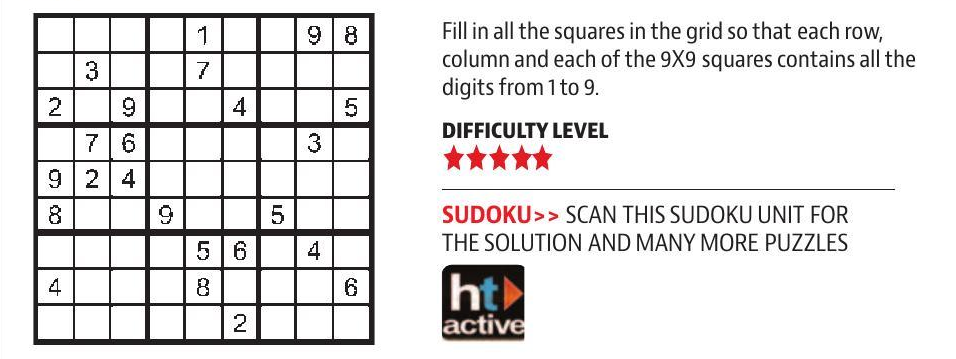 1 9 8
3 7
2 9 4 5
7 6 3
9 2 4
8 9 5
5 6 4
4 8 6
2
Fill in all the squares in the grid so that each row,
column and each of the 9X9 squares contains all the
digits from 1 to 9.
DIFFICULTY LEVEL
SUDOKU>> SCAN THIS SUDOKU UNIT FOR
THE SOLUTION AND MANY MORE PUZZLES
ht
active